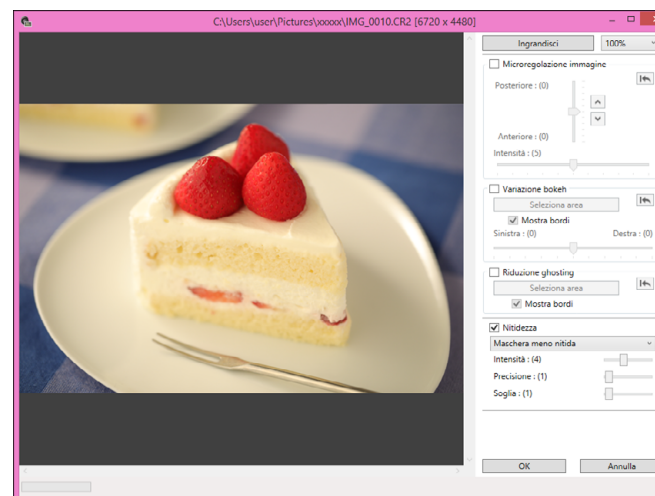 C:\Users\user\Pictures\xxxxx\IMG_0010.CR2 [6720 x 4480]
Ingrandisci
100%
Microregolazione immagine
Posteriore : (0)
Anteriore : (0)
Intensità : (5)
Variazione bokeh
Seleziona area
Mostra bordi
Sinistra : (0)
Destra : (0)
Riduzione ghosting
Seleziona area
Mostra bordi
Nitidezza
Maschera meno nitida
Intensità : (4)
Precisione : (1)
Soglia : (1)
OK
Annulla